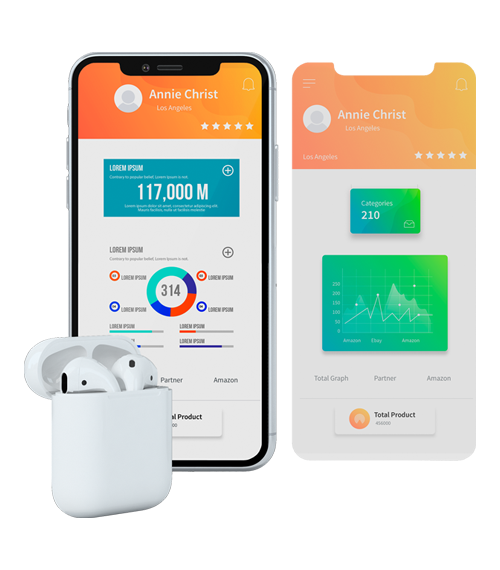 Annie Christ
Los Angeles
LOREM IPSUM
Contrary to popular belief. Lorem Ipsum is not.
117,000 M
LOREM IPSUM
Contrary to popular belief. Lorem Ipsum is not.
LOREM IPSUM
LOREM IPSUM
314
LOREM IPSUM
LOREM IPSUM
LOREM IPSUM
LOREM IPSUM
LOREM IPSUM
LOREM IPSUM
Partner
Amazon
al Product
Annie Christ
Los Angeles
Los Angeles
Categories
210
250
200
150
100
50
0
Amazon
Ebay
Amazon
Total Graph
Partner
Amazon
Total Product